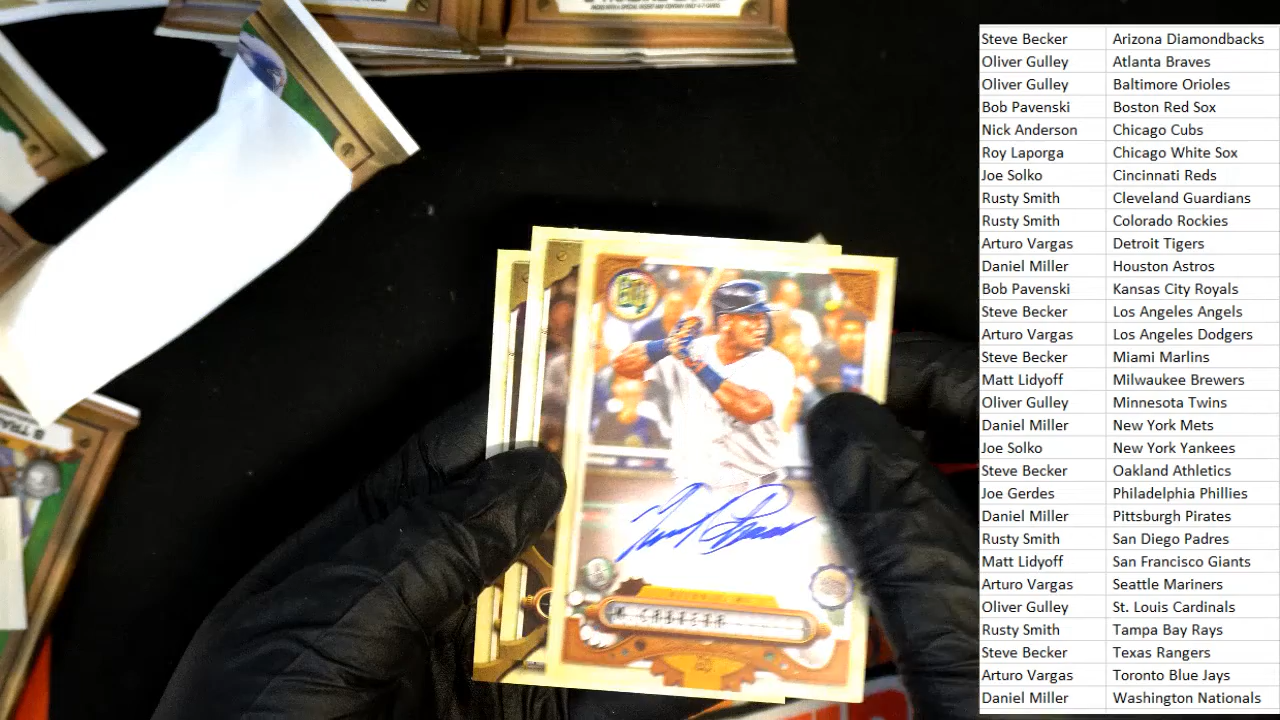 Steve Becker Arizona Diamondbacks
Oliver Gulley Atlanta Braves
Oliver Gulley Baltimore Orioles
Bob Pavenski Boston Red Sox
Nick Anderson Chicago Cubs
Roy Laporga Chicago White Sox
Joe Solko Cincinnati Reds
Rusty Smith Cleveland Guardians
Rusty Smith Colorado Rockies
Arturo Vargas Detroit Tigers
Daniel Miller Houston Astros
Bob Pavenski Kansas City Royals
Steve Becker Los Angeles Angels
Arturo Vargas Los Angeles Dodgers
Steve Becker Miami Marlins
Matt Lidyoff Milwaukee Brewers
Oliver Gulley Minnesota Twins
Daniel Miller New York Mets
Joe Solko New York Yankees
Steve Becker Oakland Athletics
Joe Gerdes Philadelphia Phillies
Daniel Miller Pittsburgh Pirates
Rusty Smith San Diego Padres
Matt Lidyoff San Francisco Giants
Arturo Vargas Seattle Mariners
Oliver Gulley St. Louis Cardinals
Rusty Smith Tampa Bay Rays
Steve Becker Texas Rangers
Arturo Vargas Toronto Blue Jays
Daniel Miller Washington Nationals